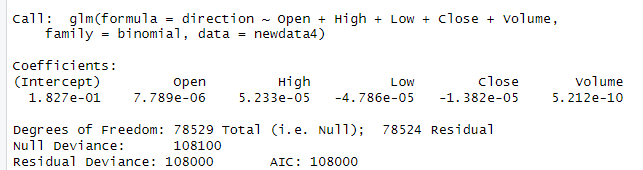 Call:  glm(formula = direction ~ Open + High + Low + Close + Volume,
    family = binomial, data = newdata4)
Coefficients:
(Intercept)         Open         High          Low        Close       Volume
  1.827e-01    7.789e-06    5.233e-05   -4.786e-05   -1.382e-05    5.212e-10
Degrees of Freedom: 78529 Total (i.e. Null);  78524 Residual
Null Deviance:      108100
Residual Deviance: 108000       AIC: 108000